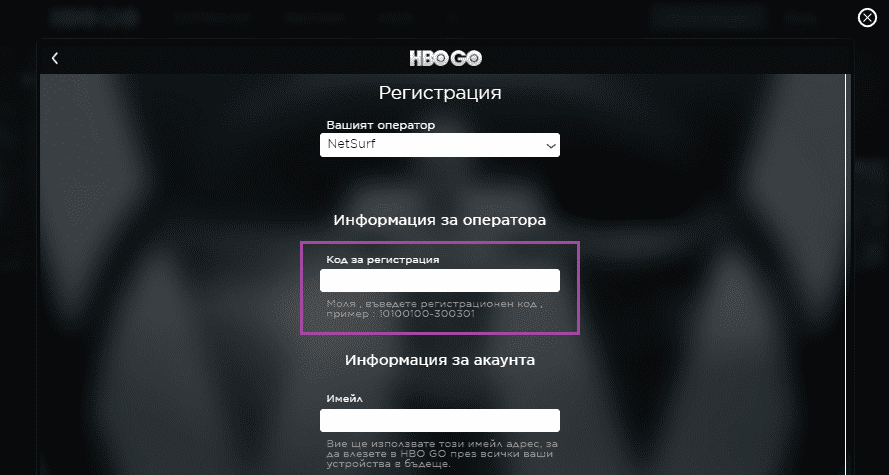 HBO GO
Регистрация
Вашият оператор
NetSurf
Информация за оператора
Код за регистрация
Моля , въведете регистрационен код ,
пример : 10100100-300301
Информация за акаунта
Имейл
Вие ще използвате този имейл адрес, за
да влезете в HBO GO през всички ваши
устройства в бъдеще.